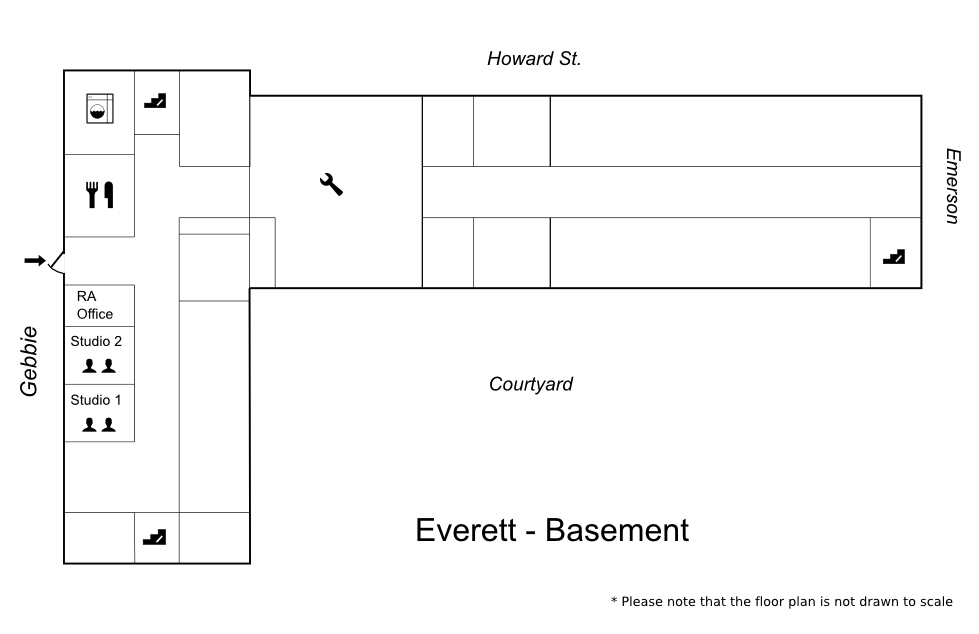 Howard St.
Emerson
RA
Office
Studio 2
Studio 1
Gebbie
Courtyard
Everett - Basement
* Please note that the floor plan is not drawn to scale